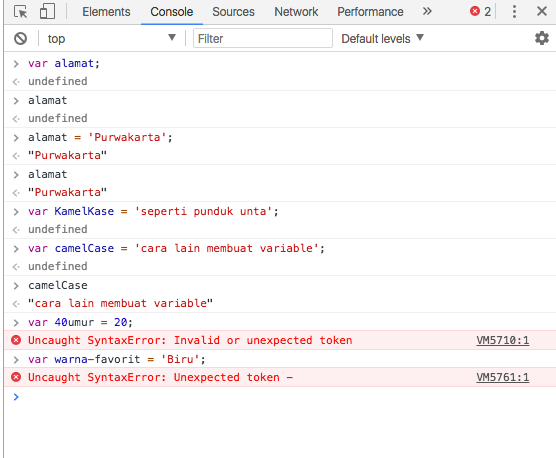 Elements Console Sources Network Performance » 2
top Filter Default levels
> var alamat;
undefined
> alamat
undefined
> alamat = 'Purwakarta';
"Purwakarta"
> alamat
"Purwakarta"
> var KamelKase = 'seperti punduk unta';
undefined
> var camelCase = 'cara lain membuat variable';
undefined
> camelCase
"cara lain membuat variable"
> var 40umur = 20;
Uncaught SyntaxError: Invalid or unexpected token VM5710:1
> var warna-favorit = 'Biru';
Uncaught SyntaxError: Unexpected token - VM5761:1
>